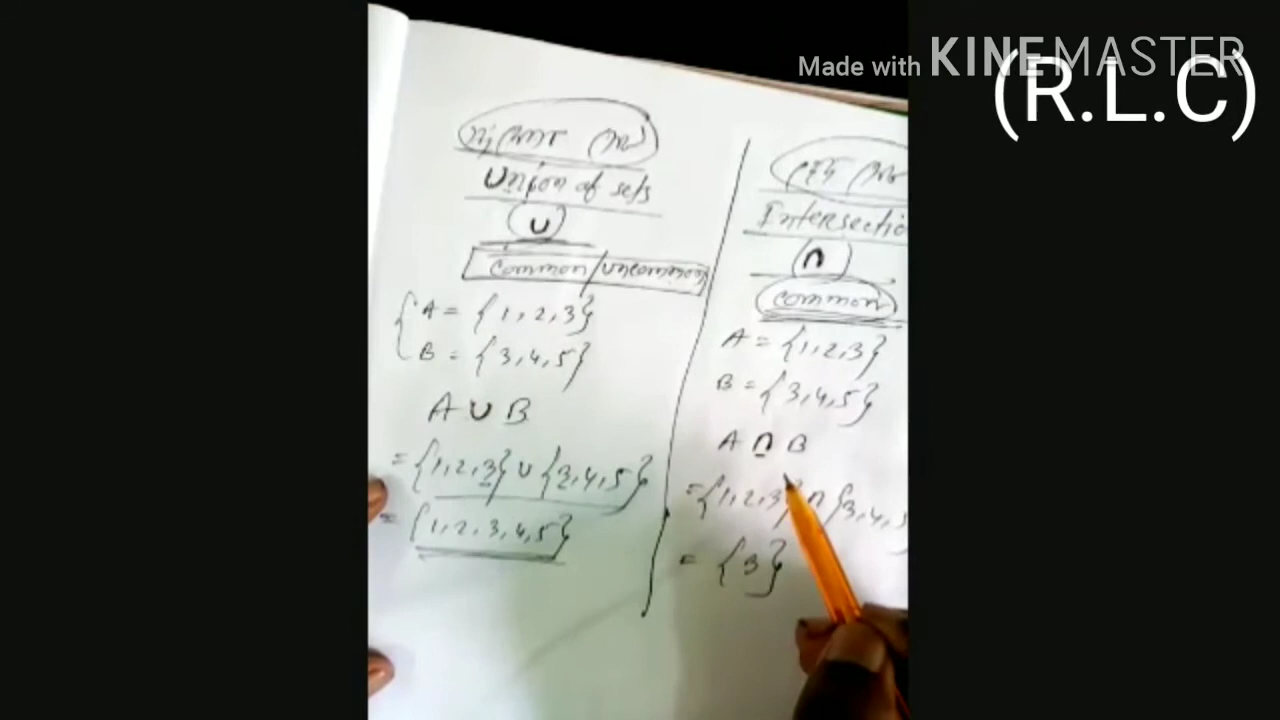 Made with KINEMASTER
(R.L.C)
সংযোগ সেট
Union of sets
∪
common/uncommon
A = {1, 2, 3}
B = {3, 4, 5}
A ∪ B
= {1, 2, 3} ∪ {3, 4, 5}
= {1, 2, 3, 4, 5}
Intersectio
∩
common
A = {1, 2, 3}
B = {3, 4, 5}
A ∩ B
= {1, 2, 3} ∩ {3, 4, 5
= {3}